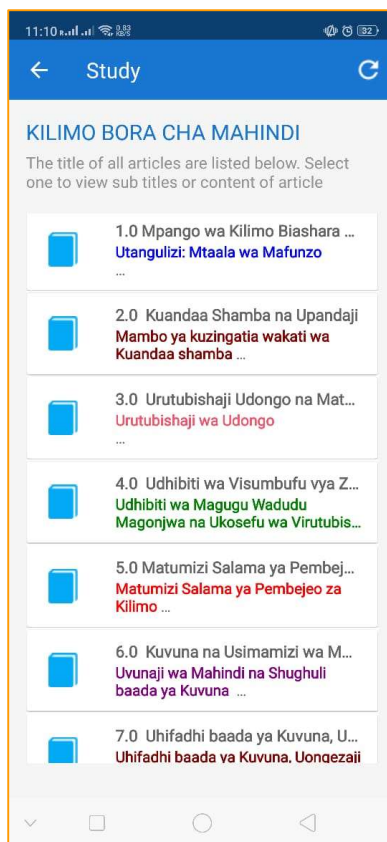 11:10
0.83
KB/S
32
Study
KILIMO BORA CHA MAHINDI
The title of all articles are listed below. Select
one to view sub titles or content of article
1.0 Mpango wa Kilimo Biashara ...
Utangulizi: Mtaala wa Mafunzo
...
2.0 Kuandaa Shamba na Upandaji
Mambo ya kuzingatia wakati wa
Kuandaa shamba ...
3.0 Urutubishaji Udongo na Mat...
Urutubishaji wa Udongo
...
4.0 Udhibiti wa Visumbufu vya Z...
Udhibiti wa Magugu Wadudu
Magonjwa na Ukosefu wa Virutubis...
5.0 Matumizi Salama ya Pembej...
Matumizi Salama ya Pembejeo za
Kilimo ...
6.0 Kuvuna na Usimamizi wa M...
Uvunaji wa Mahindi na Shughuli
baada ya Kuvuna ...
7.0 Uhifadhi baada ya Kuvuna, U...
Uhifadhi baada ya Kuvuna, Uongezaji